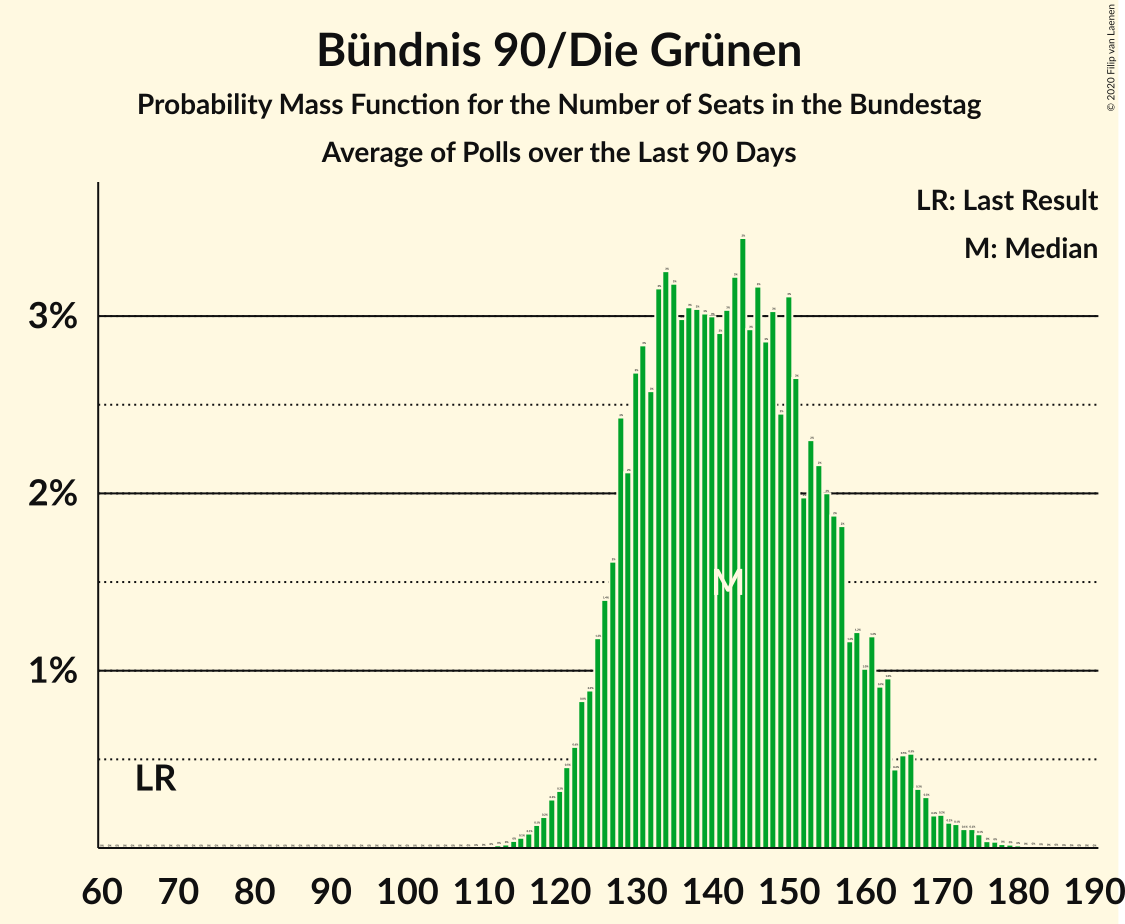 Bündnis 90/Die Grünen
Probability Mass Function for the Number of Seats in the Bundestag
Average of Polls over the Last 90 Days
© 2020 Filip van Laenen
LR: Last Result
M: Median
3%
2%
1%
M
LR
60 70 80 90 100 110 120 130 140 150 160 170 180 190